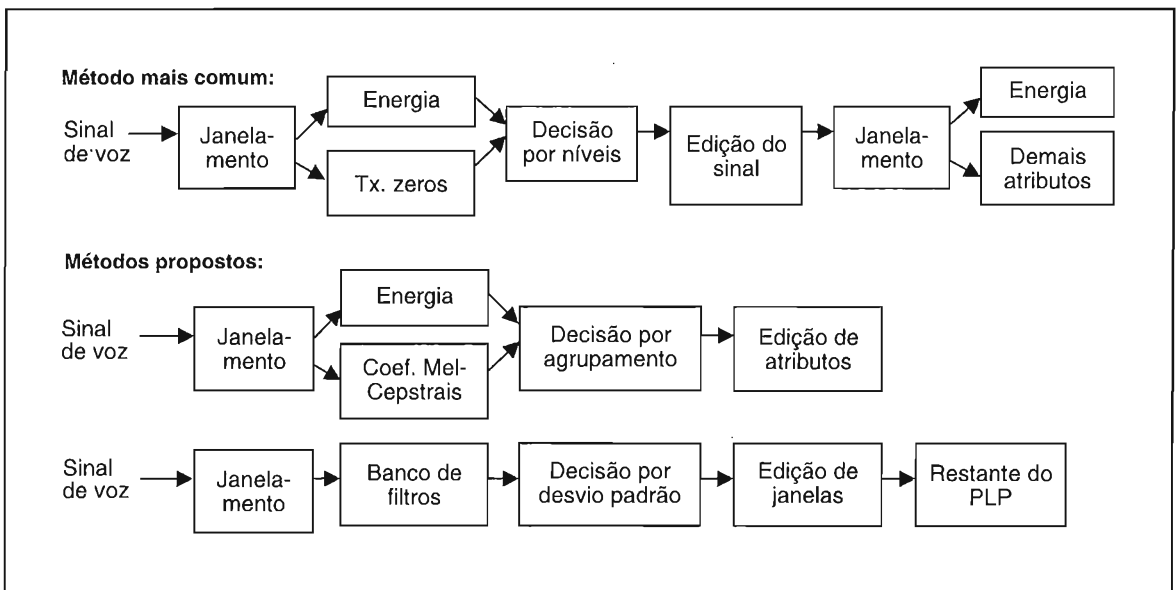 Método mais comum:
Sinal
de voz
Janela-
mento
Energia
Tx. zeros
Decisão
por níveis
Edição do
sinal
Janela-
mento
Energia
Demais
atributos
Métodos propostos:
Sinal
de voz
Janela-
mento
Energia
Coef. Mel-
Cepstrais
Decisão por
agrupamento
Edição de
atributos
Sinal
de voz
Janela-
mento
Banco de
filtros
Decisão por
desvio padrão
Edição de
janelas
Restante do
PLP